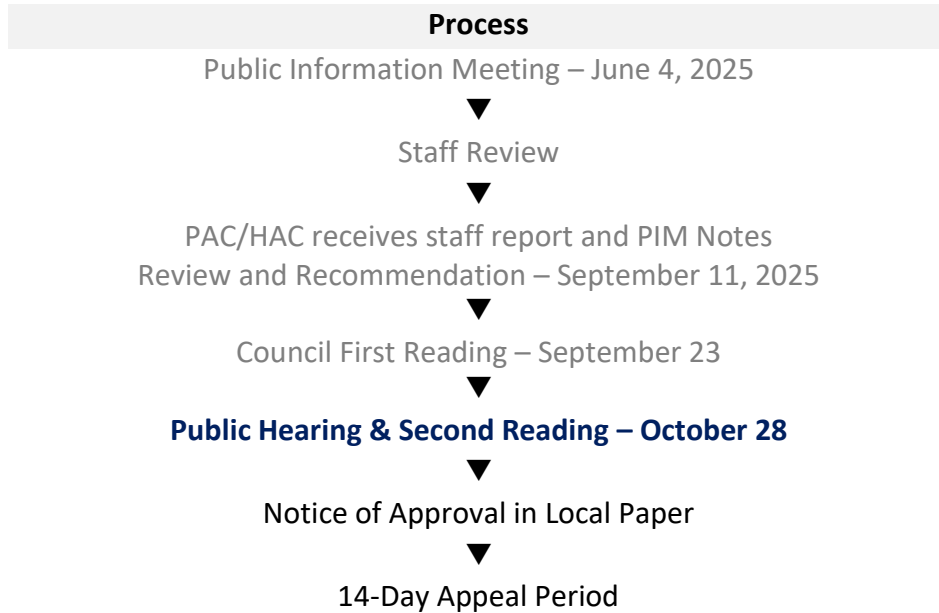 Process
Public Information Meeting – June 4, 2025
▼
Staff Review
▼
PAC/HAC receives staff report and PIM Notes
Review and Recommendation – September 11, 2025
▼
Council First Reading – September 23
▼
Public Hearing & Second Reading – October 28
▼
Notice of Approval in Local Paper
▼
14-Day Appeal Period